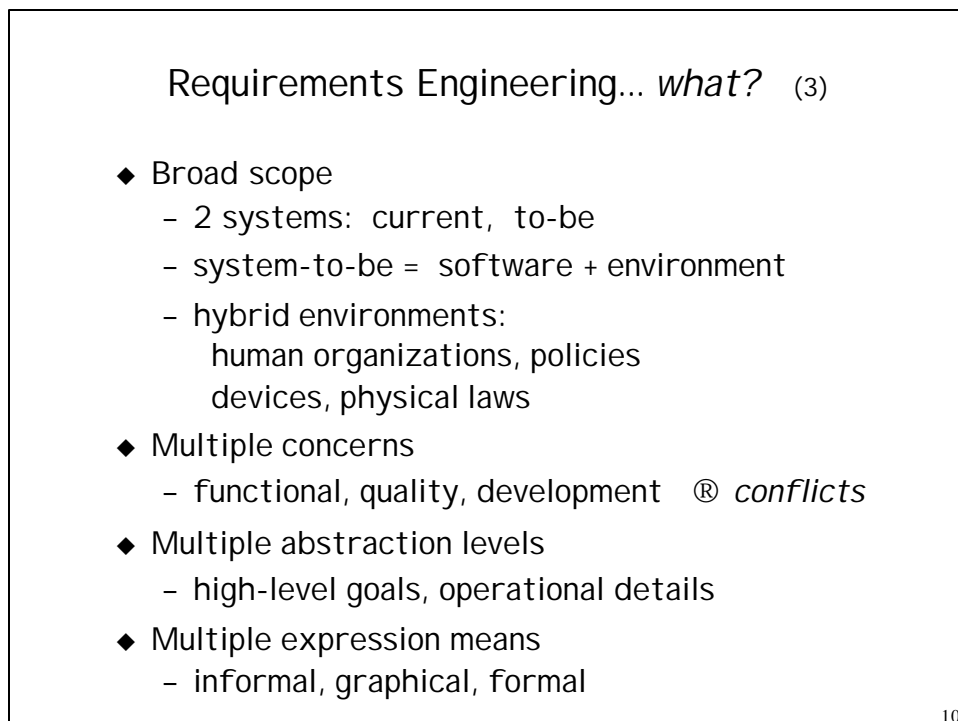 Requirements Engineering... what? (3)
◆ Broad scope
– 2 systems: current, to-be
– system-to-be = software + environment
– hybrid environments:
human organizations, policies
devices, physical laws
◆ Multiple concerns
– functional, quality, development ® conflicts
◆ Multiple abstraction levels
– high-level goals, operational details
◆ Multiple expression means
– informal, graphical, formal
10